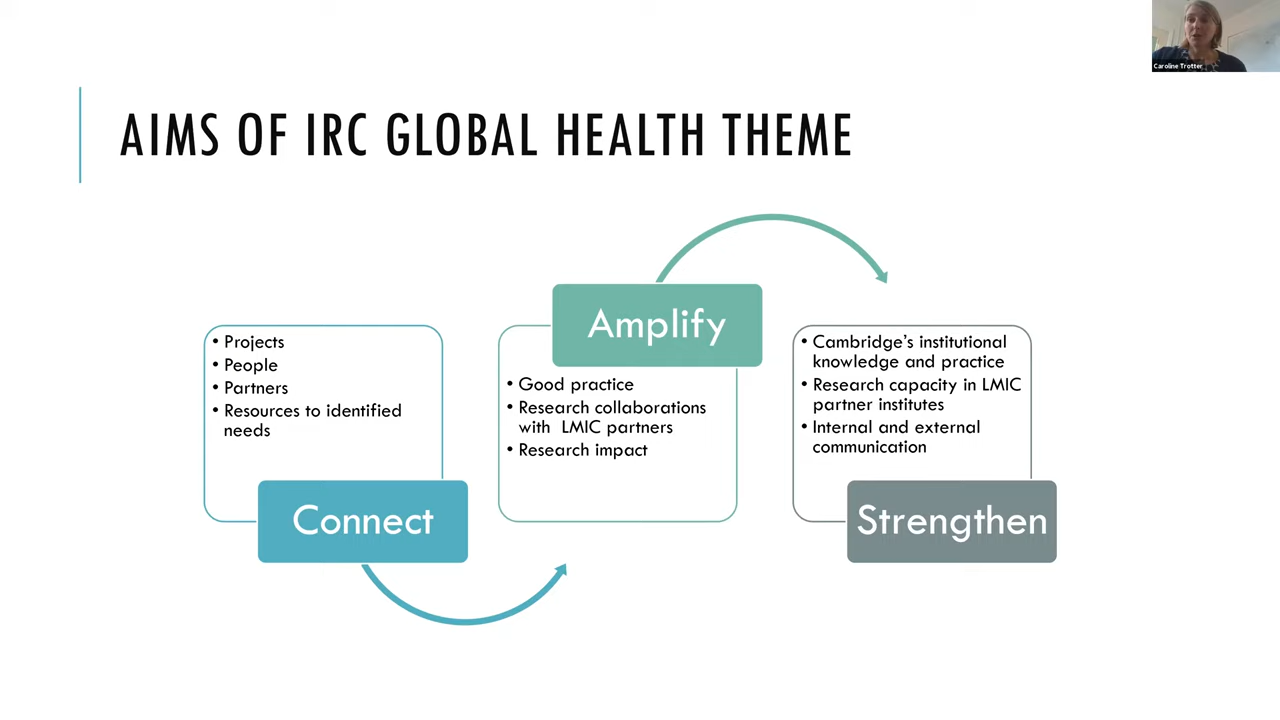 Caroline Trotter
AIMS OF IRC GLOBAL HEALTH THEME
• Projects
• People
• Partners
• Resources to identified
needs
Connect
Amplify
• Good practice
• Research collaborations
with LMIC partners
• Research impact
• Cambridge’s institutional
knowledge and practice
• Research capacity in LMIC
partner institutes
• Internal and external
communication
Strengthen